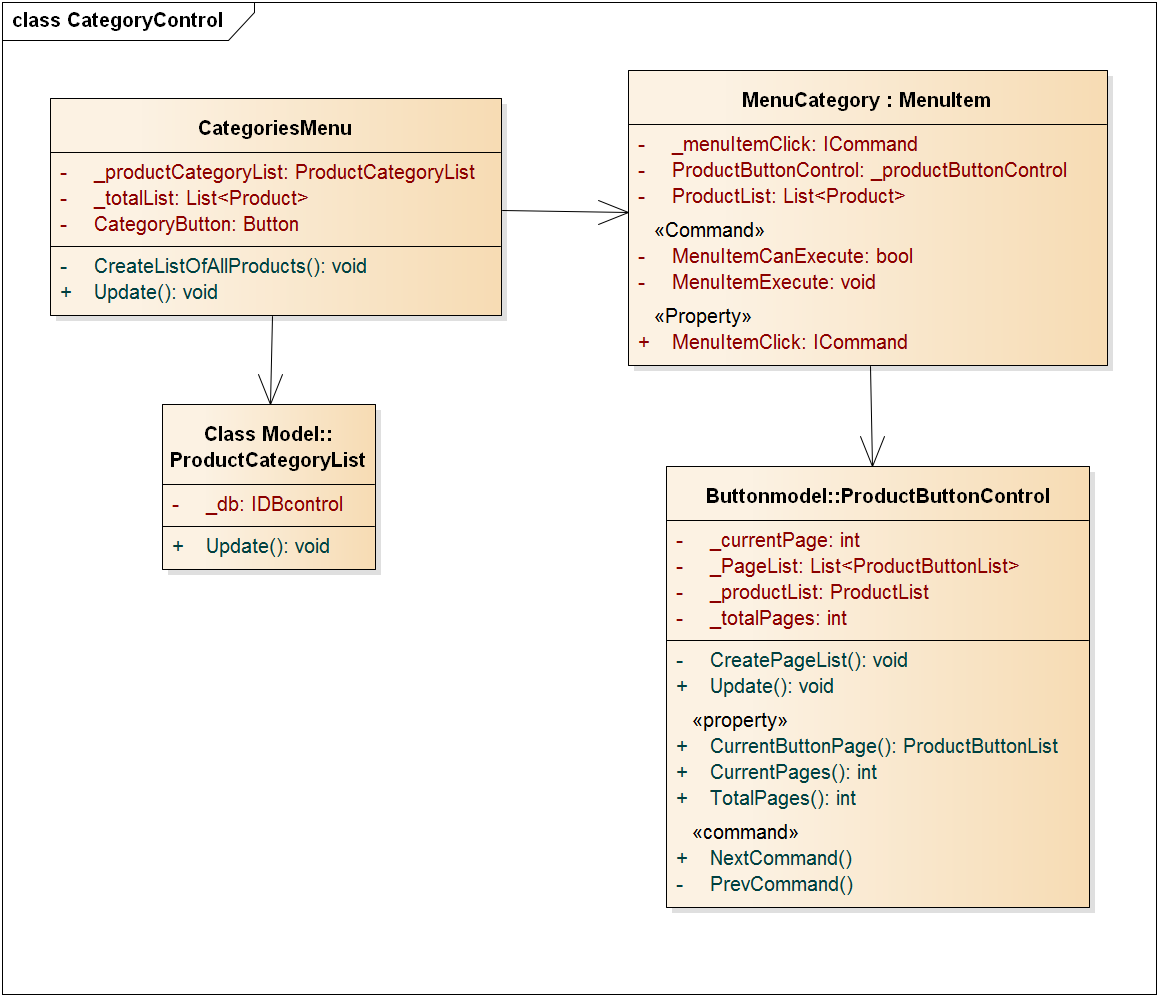 class CategoryControl
CategoriesMenu
- _productCategoryList: ProductCategoryList
- _totalList: List<Product>
- CategoryButton: Button
- CreateListOfAllProducts(): void
+ Update(): void
MenuCategory : MenuItem
- _menuItemClick: ICommand
- ProductButtonControl: _productButtonControl
- ProductList: List<Product>
«Command»
- MenuItemCanExecute: bool
- MenuItemExecute: void
«Property»
+ MenuItemClick: ICommand
Class Model::
ProductCategoryList
- _db: IDBcontrol
+ Update(): void
Buttonmodel::ProductButtonControl
- _currentPage: int
- _PageList: List<ProductButtonList>
- _productList: ProductList
- _totalPages: int
- CreatePageList(): void
+ Update(): void
«property»
+ CurrentButtonPage(): ProductButtonList
+ CurrentPages(): int
+ TotalPages(): int
«command»
+ NextCommand()
- PrevCommand()